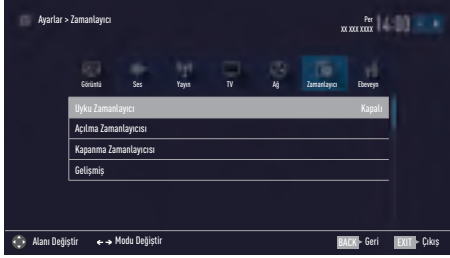 Ayarlar > Zamanlayıcı
Per
xx xxx xxxx
14:00
Görüntü Ses Yayın TV Ağ Zamanlayıcı Ebeveyn
Uyku Zamanlayıcı Kapalı
Açılma Zamanlayıcısı
Kapanma Zamanlayıcısı
Gelişmiş
Alanı Değiştir Modu Değiştir BACK Geri EXIT Çıkış